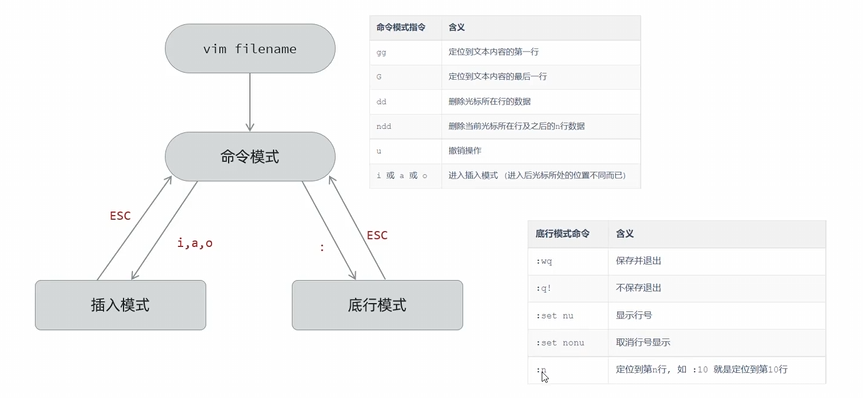 vim filename
命令模式
ESC
i,a,o
:
ESC
插入模式
底行模式
命令模式指令 含义
gg 定位到文本内容的第一行
G 定位到文本内容的最后一行
dd 删除光标所在行的数据
ndd 删除当前光标所在行及之后的n行数据
u 撤销操作
i 或 a 或 o 进入插入模式 (进入后光标所处的位置不同而已)
底行模式命令 含义
:wq 保存并退出
:q! 不保存退出
:set nu 显示行号
:set nonu 取消行号显示
:n 定位到第n行, 如 :10 就是定位到第10行